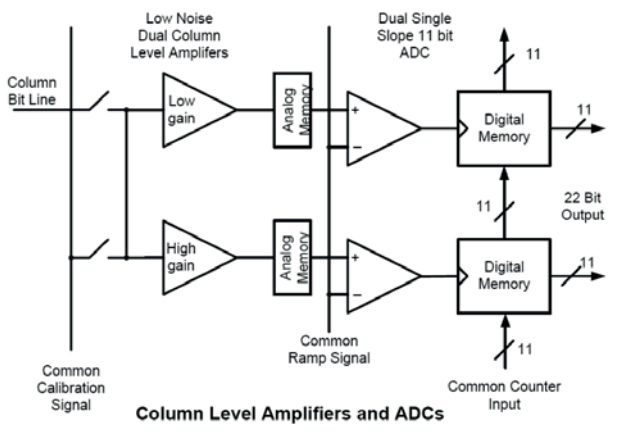 Low Noise
Dual Column
Level Amplifers
Dual Single
Slope 11 bit
ADC
11
Column
Bit Line
Low
gain
Analog
Memory
+
−
Digital
Memory
11
11
22 Bit
Output
High
gain
Analog
Memory
+
−
Digital
Memory
11
11
Common
Ramp Signal
Common
Calibration
Signal
Common Counter
Input
Column Level Amplifiers and ADCs